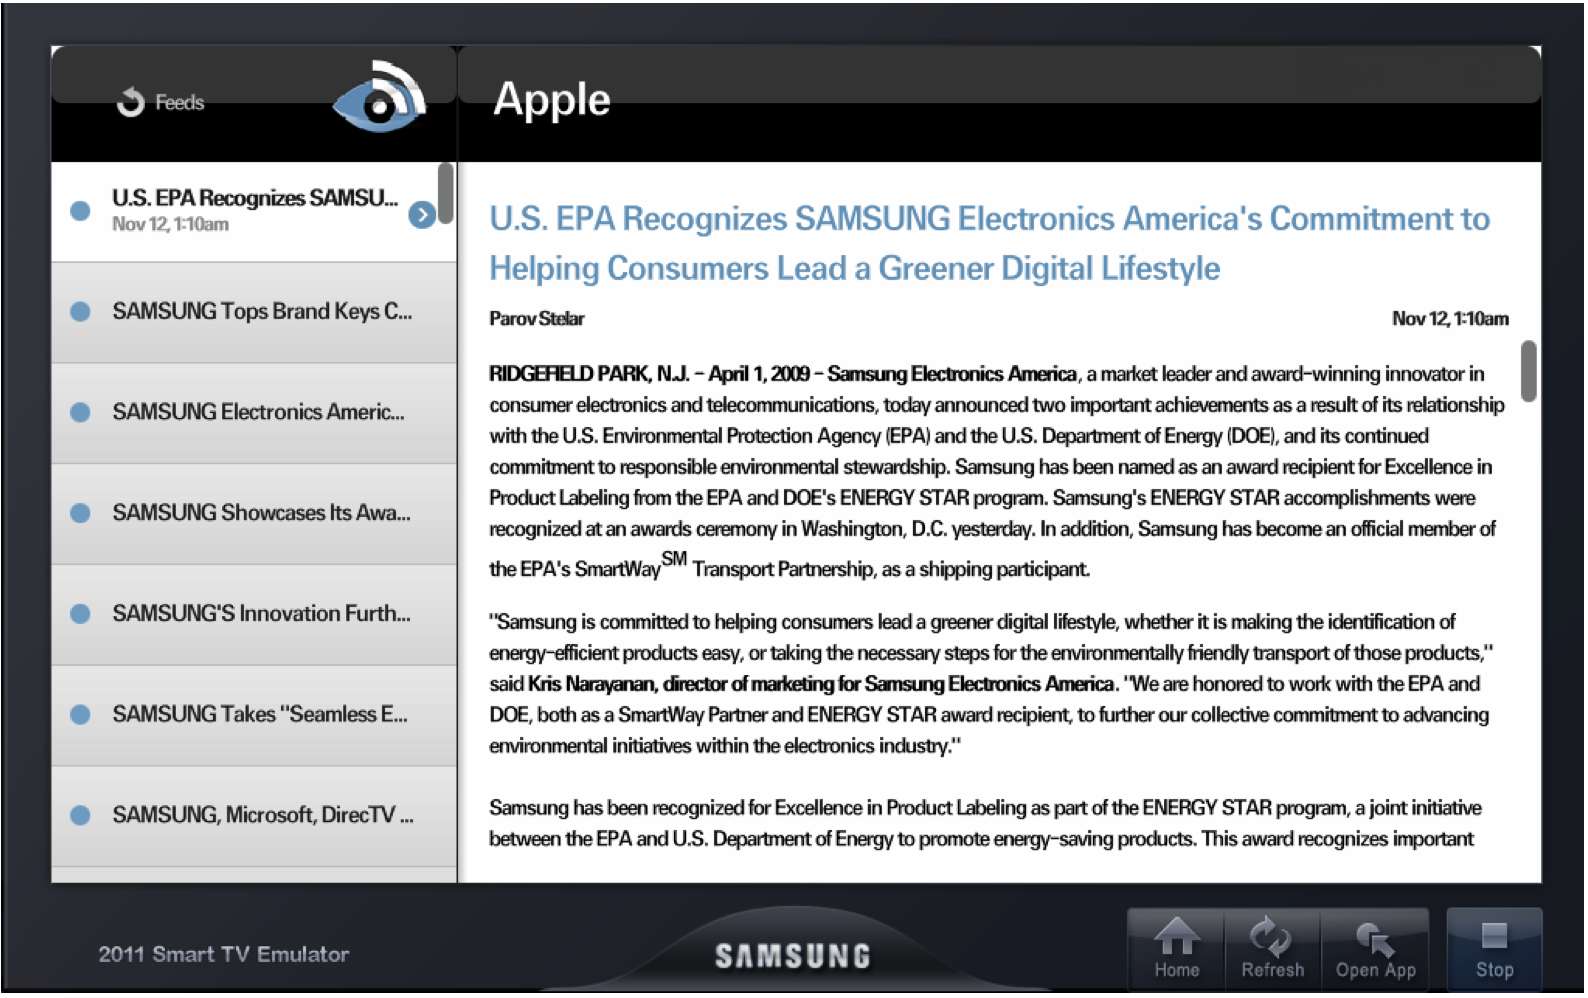 Feeds
Apple
U.S. EPA Recognizes SAMSU...
Nov 12, 1:10am
SAMSUNG Tops Brand Keys C...
SAMSUNG Electronics Americ...
SAMSUNG Showcases Its Awa...
SAMSUNG'S Innovation Furth...
SAMSUNG Takes "Seamless E...
SAMSUNG, Microsoft, DirecTV ...
U.S. EPA Recognizes SAMSUNG Electronics America's Commitment to
Helping Consumers Lead a Greener Digital Lifestyle
Parov Stelar Nov 12, 1:10am
RIDGEFIELD PARK, N.J. – April 1, 2009 – Samsung Electronics America, a market leader and award-winning innovator in
consumer electronics and telecommunications, today announced two important achievements as a result of its relationship
with the U.S. Environmental Protection Agency (EPA) and the U.S. Department of Energy (DOE), and its continued
commitment to responsible environmental stewardship. Samsung has been named as an award recipient for Excellence in
Product Labeling from the EPA and DOE's ENERGY STAR program. Samsung's ENERGY STAR accomplishments were
recognized at an awards ceremony in Washington, D.C. yesterday. In addition, Samsung has become an official member of
the EPA's SmartWaySM Transport Partnership, as a shipping participant.
"Samsung is committed to helping consumers lead a greener digital lifestyle, whether it is making the identification of
energy-efficient products easy, or taking the necessary steps for the environmentally friendly transport of those products,"
said Kris Narayanan, director of marketing for Samsung Electronics America. "We are honored to work with the EPA and
DOE, both as a SmartWay Partner and ENERGY STAR award recipient, to further our collective commitment to advancing
environmental initiatives within the electronics industry."
Samsung has been recognized for Excellence in Product Labeling as part of the ENERGY STAR program, a joint initiative
between the EPA and U.S. Department of Energy to promote energy-saving products. This award recognizes important
2011 Smart TV Emulator
SAMSUNG
Home
Refresh
Open App
Stop